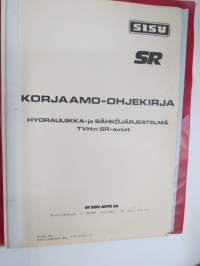 SISU
SR
KORJAAMO-OHJEKIRJA
HYDRAULIIKKA-ja SÄHKÖJÄRJESTELMÄ
TVH:n SR-autot
OY SISU-AUTO AB